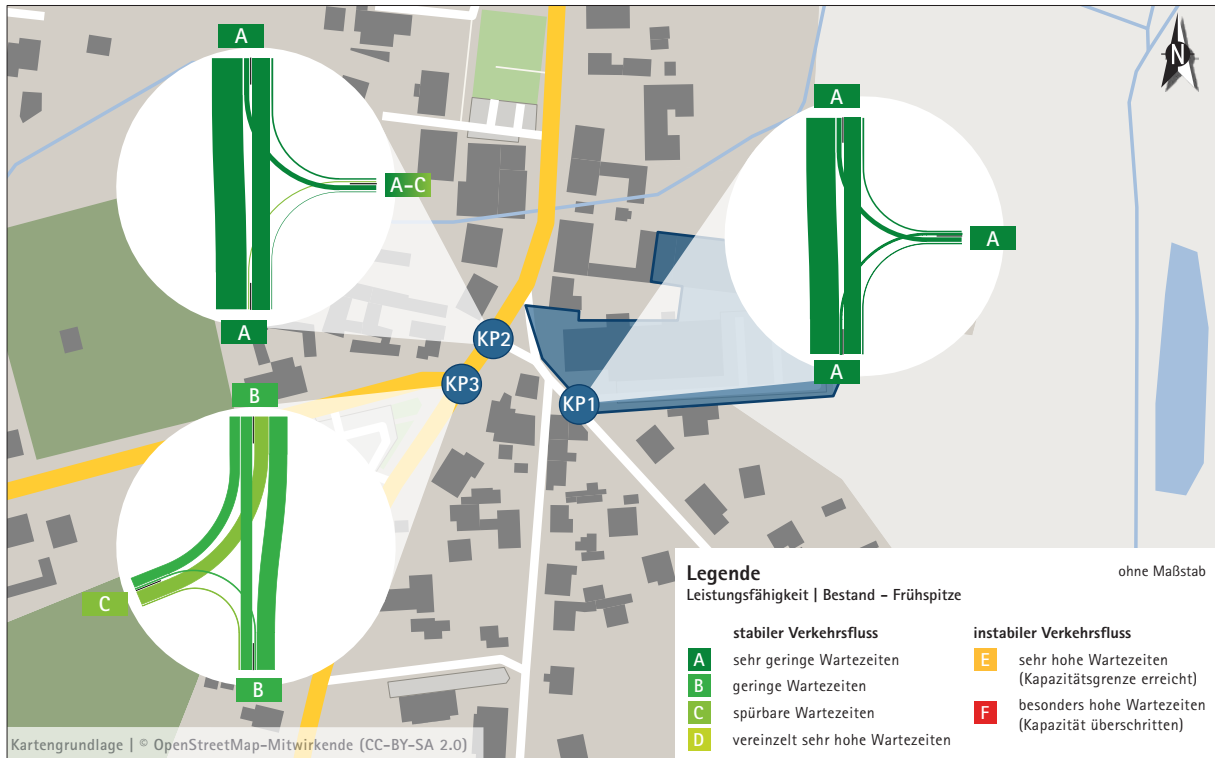 N
A
A-C
A
A
A
A
KP2
KP3
KP1
B
C
B
Legende
ohne Maßstab
Leistungsfähigkeit | Bestand - Frühspitze
stabiler Verkehrsfluss
A sehr geringe Wartezeiten
B geringe Wartezeiten
C spürbare Wartezeiten
D vereinzelt sehr hohe Wartezeiten
instabiler Verkehrsfluss
E sehr hohe Wartezeiten
(Kapazitätsgrenze erreicht)
F besonders hohe Wartezeiten
(Kapazität überschritten)
Kartengrundlage | © OpenStreetMap-Mitwirkende (CC-BY-SA 2.0)